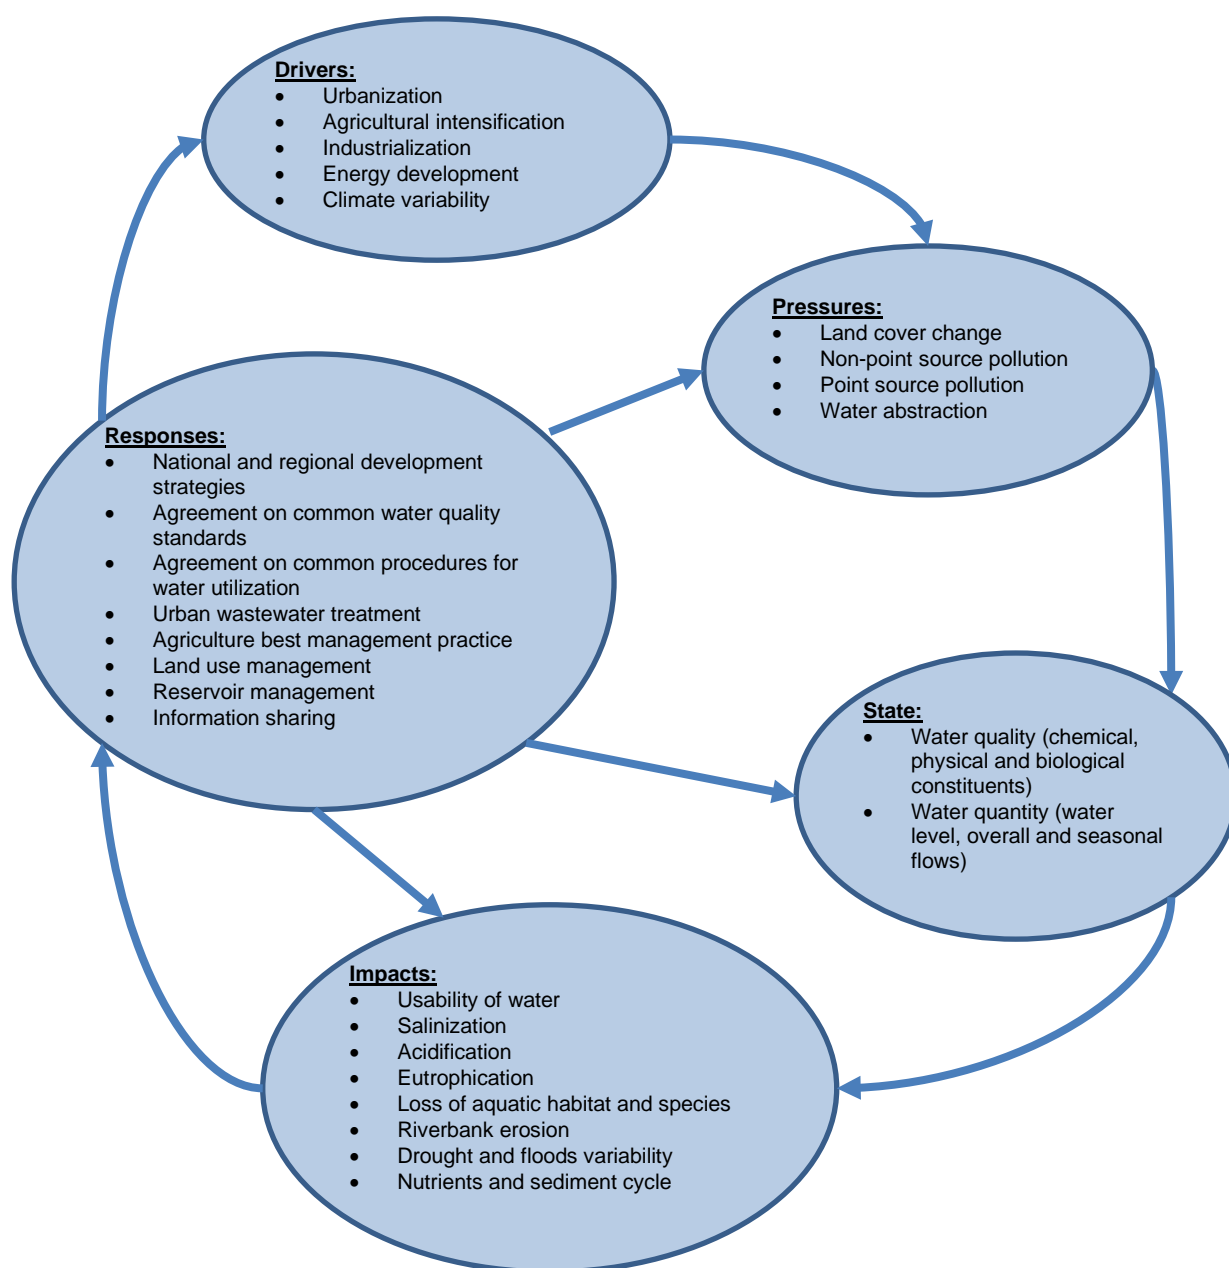 Drivers:
• Urbanization
• Agricultural intensification
• Industrialization
• Energy development
• Climate variability
Pressures:
• Land cover change
• Non-point source pollution
• Point source pollution
• Water abstraction
Responses:
• National and regional development
strategies
• Agreement on common water quality
standards
• Agreement on common procedures for
water utilization
• Urban wastewater treatment
• Agriculture best management practice
• Land use management
• Reservoir management
• Information sharing
State:
• Water quality (chemical,
physical and biological
constituents)
• Water quantity (water
level, overall and seasonal
flows)
Impacts:
• Usability of water
• Salinization
• Acidification
• Eutrophication
• Loss of aquatic habitat and species
• Riverbank erosion
• Drought and floods variability
• Nutrients and sediment cycle